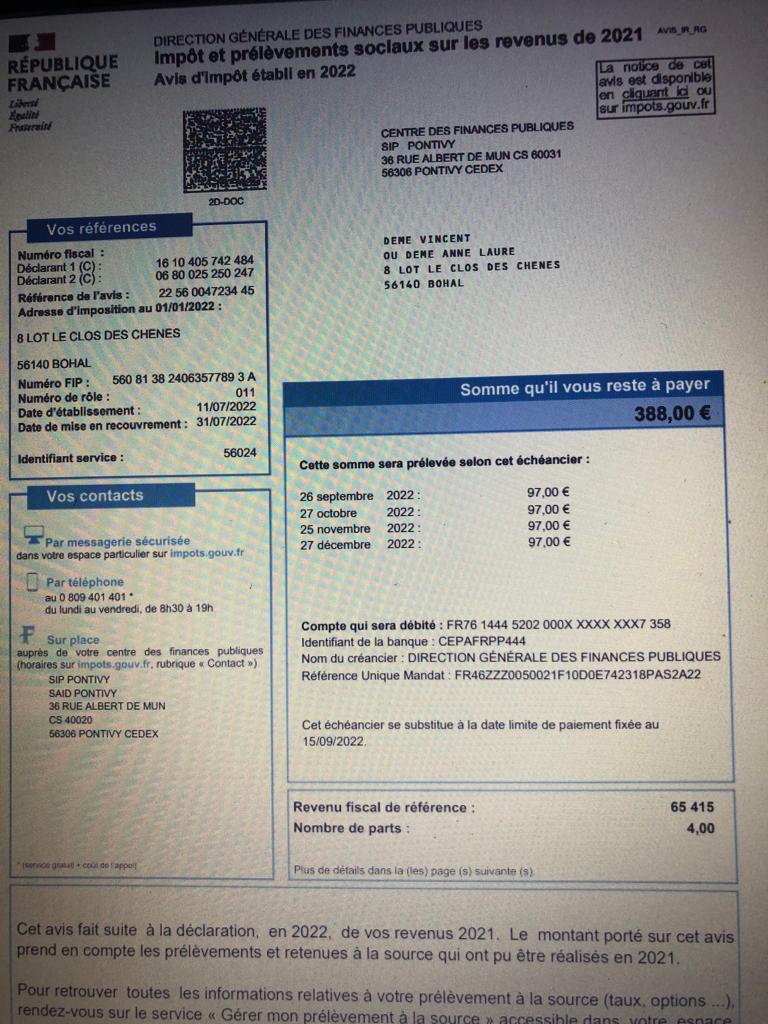 RÉPUBLIQUE
FRANÇAISE
Liberté
Égalité
Fraternité
DIRECTION GÉNÉRALE DES FINANCES PUBLIQUES
Impôt et prélèvements sociaux sur les revenus de 2021
AVIS_IR_RG
Avis d'impôt établi en 2022
La notice de cet
avis est disponible
en cliquant ici ou
sur impots.gouv.fr
2D-DOC
CENTRE DES FINANCES PUBLIQUES
SIP PONTIVY
36 RUE ALBERT DE MUN CS 60031
56306 PONTIVY CEDEX
DEME VINCENT
OU DEME ANNE LAURE
8 LOT LE CLOS DES CHENES
56140 BOHAL
Vos références
Numéro fiscal :
Déclarant 1 (C) : 16 10 405 742 484
Déclarant 2 (C) : 06 80 025 250 247
Référence de l'avis : 22 56 0047234 45
Adresse d'imposition au 01/01/2022 :
8 LOT LE CLOS DES CHENES
56140 BOHAL
Numéro FIP : 560 81 38 2406357789 3 A
Numéro de rôle : 011
Date d'établissement : 11/07/2022
Date de mise en recouvrement : 31/07/2022
Identifiant service : 56024
Vos contacts
Par messagerie sécurisée
dans votre espace particulier sur impots.gouv.fr
Par téléphone
au 0 809 401 401 *
du lundi au vendredi, de 8h30 à 19h
Sur place
auprès de votre centre des finances publiques
(horaires sur impots.gouv.fr, rubrique « Contact »)
SIP PONTIVY
SAID PONTIVY
36 RUE ALBERT DE MUN
CS 40020
56306 PONTIVY CEDEX
* (service gratuit + coût de l'appel)
Somme qu'il vous reste à payer
388,00 €
Cette somme sera prélevée selon cet échéancier :
26 septembre 2022 : 97,00 €
27 octobre 2022 : 97,00 €
25 novembre 2022 : 97,00 €
27 décembre 2022 : 97,00 €
Compte qui sera débité : FR76 1444 5202 000X XXXX XXX7 358
Identifiant de la banque : CEPAFRPP444
Nom du créancier : DIRECTION GÉNÉRALE DES FINANCES PUBLIQUES
Référence Unique Mandat : FR46ZZZ0050021F10D0E742318PAS2A22
Cet échéancier se substitue à la date limite de paiement fixée au
15/09/2022.
Revenu fiscal de référence : 65 415
Nombre de parts : 4,00
Plus de détails dans la (les) page (s) suivante (s).
Cet avis fait suite à la déclaration, en 2022, de vos revenus 2021. Le montant porté sur cet avis
prend en compte les prélèvements et retenues à la source qui ont pu être réalisés en 2021.
Pour retrouver toutes les informations relatives à votre prélèvement à la source (taux, options ...),
rendez-vous sur le service « Gérer mon prélèvement à la source » accessible dans votre espace